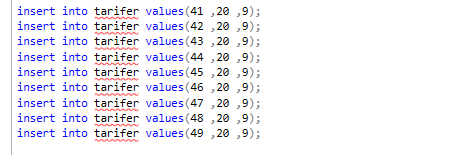 insert into tarifer values(41 ,20 ,9);
insert into tarifer values(42 ,20 ,9);
insert into tarifer values(43 ,20 ,9);
insert into tarifer values(44 ,20 ,9);
insert into tarifer values(45 ,20 ,9);
insert into tarifer values(46 ,20 ,9);
insert into tarifer values(47 ,20 ,9);
insert into tarifer values(48 ,20 ,9);
insert into tarifer values(49 ,20 ,9);